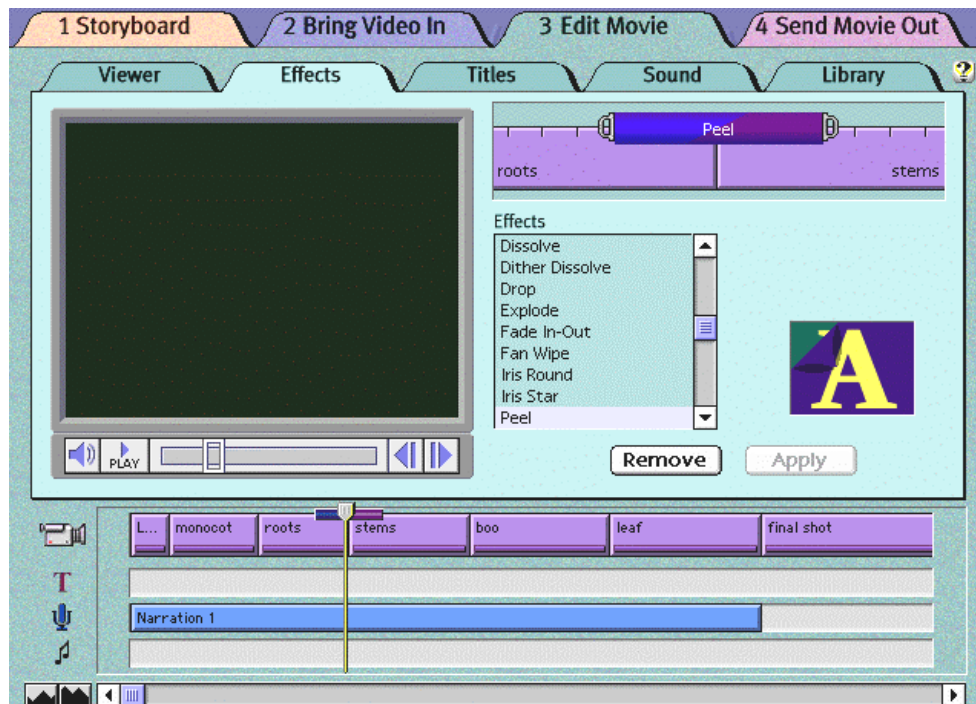 1 Storyboard
2 Bring Video In
3 Edit Movie
4 Send Movie Out
Viewer
Effects
Titles
Sound
Library
?
Peel
roots
stems
Effects
Dissolve
Dither Dissolve
Drop
Explode
Fade In-Out
Fan Wipe
Iris Round
Iris Star
Peel
A
PLAY
Remove
Apply
L...
monocot
roots
stems
boo
leaf
final shot
T
Narration 1